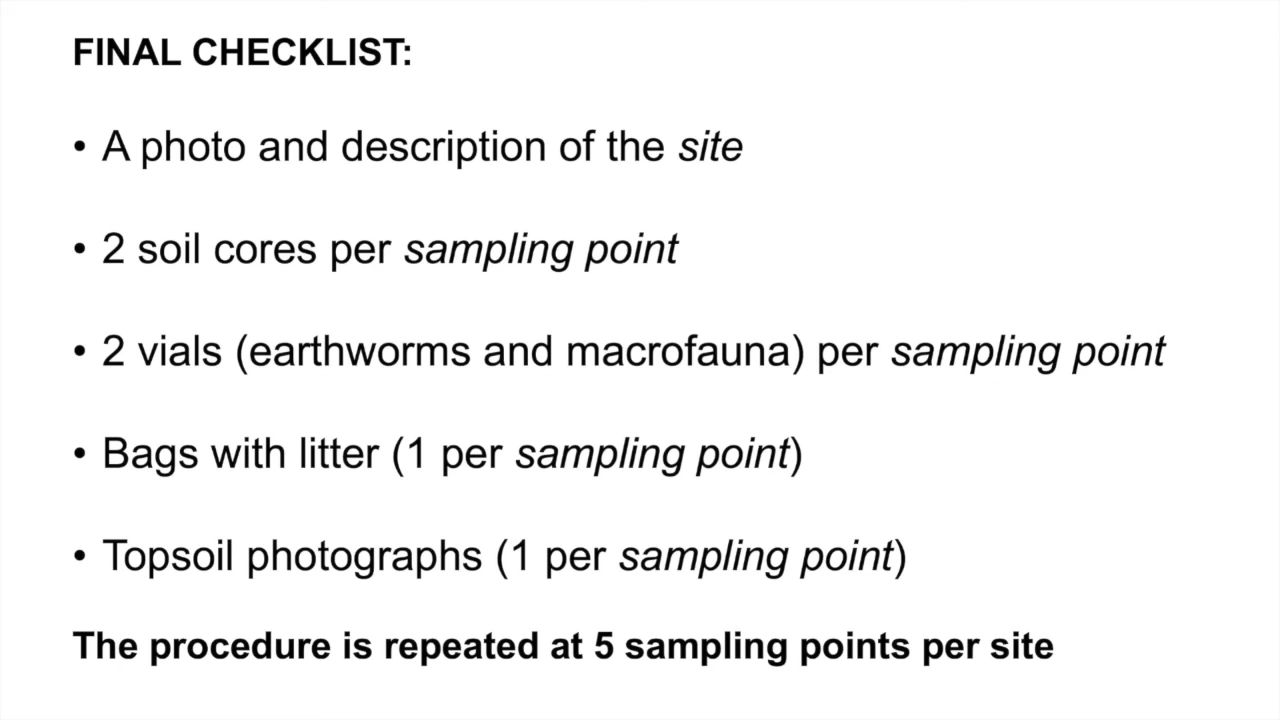 FINAL CHECKLIST:
• A photo and description of the site
• 2 soil cores per sampling point
• 2 vials (earthworms and macrofauna) per sampling point
• Bags with litter (1 per sampling point)
• Topsoil photographs (1 per sampling point)
The procedure is repeated at 5 sampling points per site